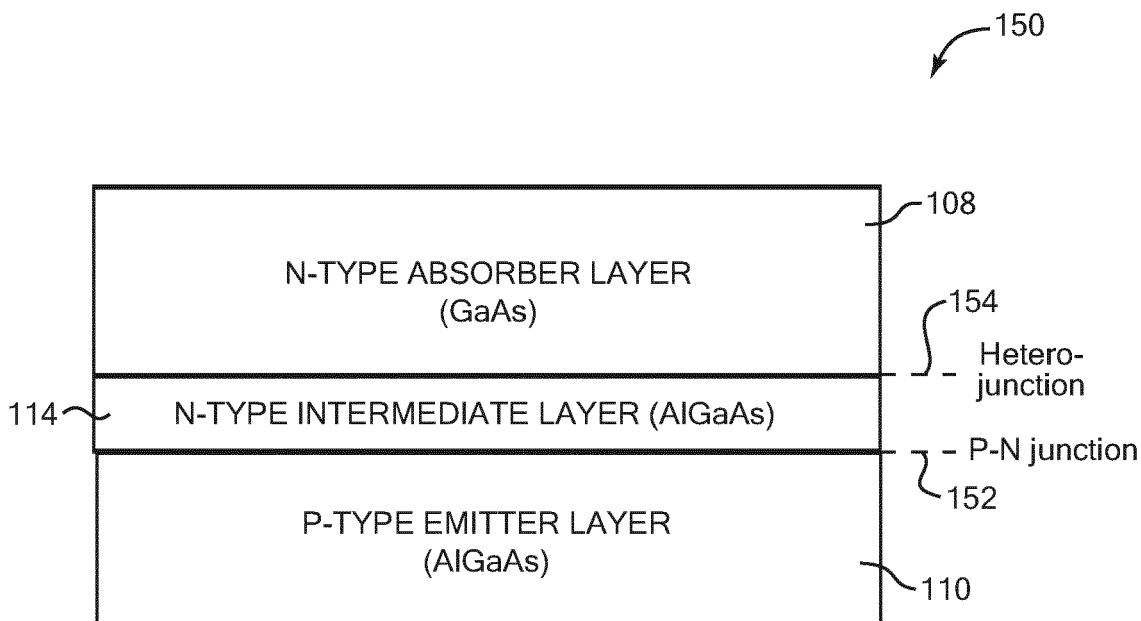 150
108
N-TYPE ABSORBER LAYER
(GaAs)
154
Hetero-
junction
114
N-TYPE INTERMEDIATE LAYER (AlGaAs)
P-N junction
152
P-TYPE EMITTER LAYER
(AlGaAs)
110